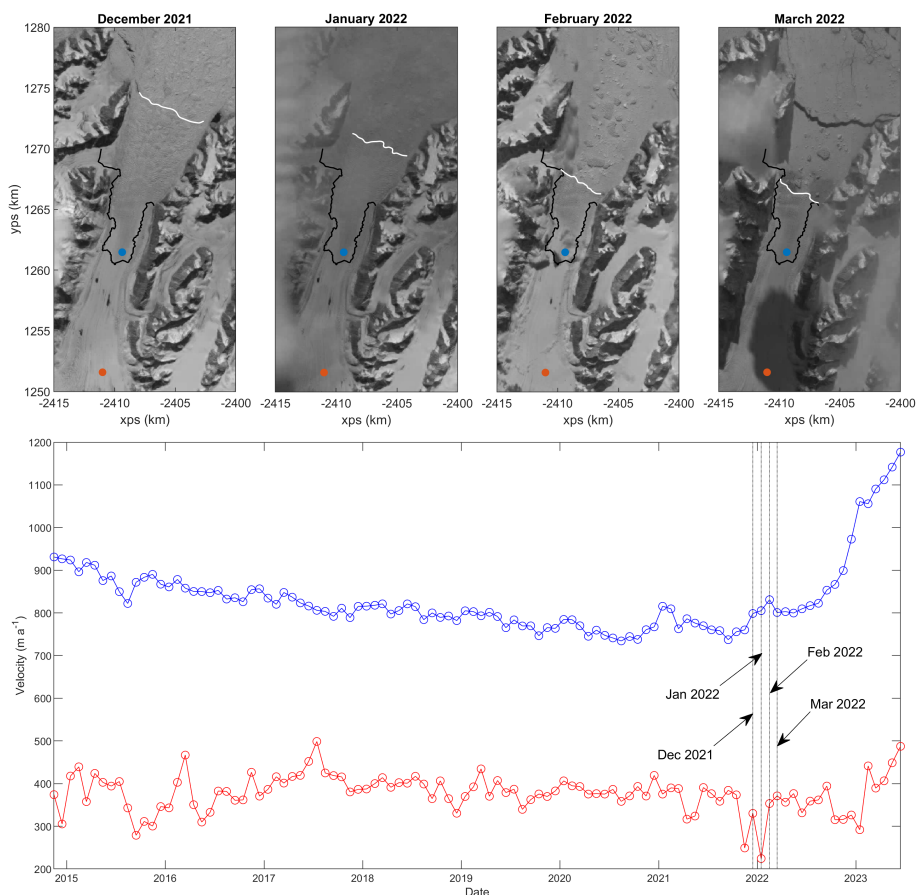 December 2021
January 2022
February 2022
March 2022
1280
1275
1270
1265
1260
1255
1250
yps (km)
-2415 -2410 -2405 -2400
-2415 -2410 -2405 -2400
-2415 -2410 -2405 -2400
-2415 -2410 -2405 -2400
xps (km)
xps (km)
xps (km)
xps (km)
1200
1100
1000
900
800
700
600
500
400
300
200
Velocity (m a⁻¹)
Feb 2022
Jan 2022
Mar 2022
Dec 2021
2015 2016 2017 2018 2019 2020 2021 2022 2023
Date